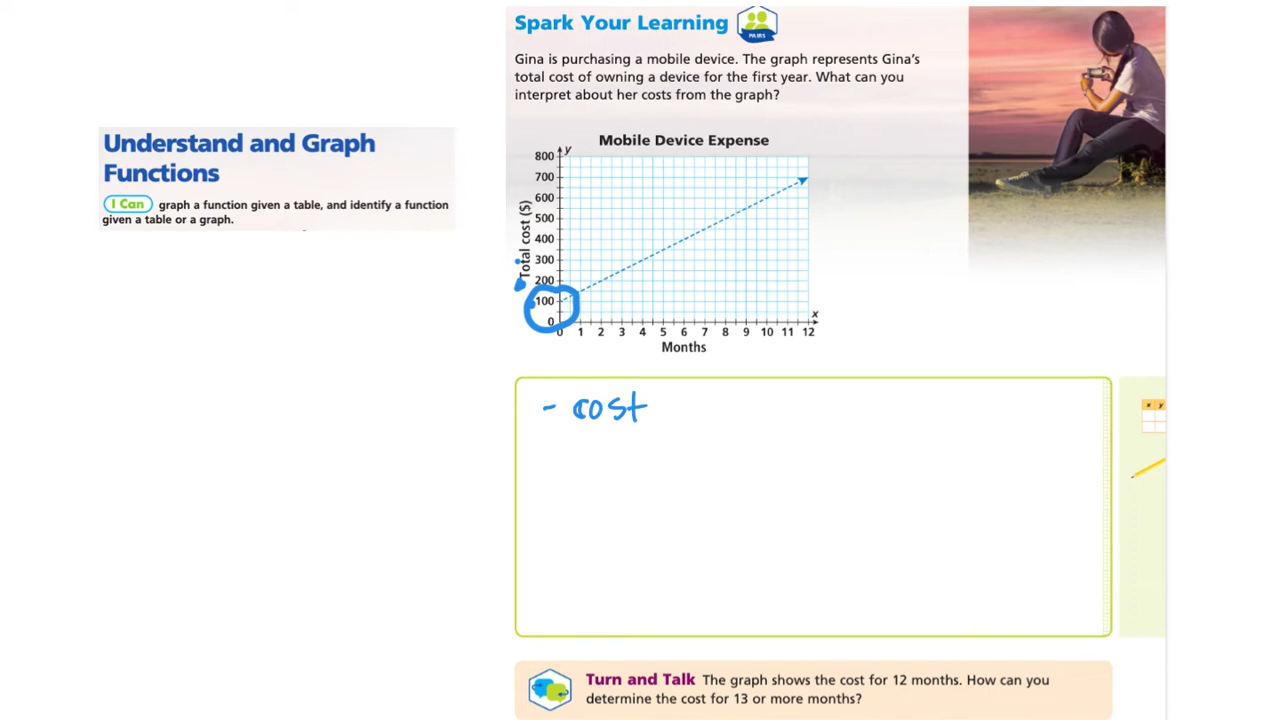 Understand and Graph
Functions
I Can graph a function given a table, and identify a function
given a table or a graph.
Spark Your Learning
PAIRS
Gina is purchasing a mobile device. The graph represents Gina's
total cost of owning a device for the first year. What can you
interpret about her costs from the graph?
Mobile Device Expense
y
800
700
600
500
400
300
200
100
0
Total cost ($)
0 1 2 3 4 5 6 7 8 9 10 11 12
x
Months
- cost
x y
Turn and Talk The graph shows the cost for 12 months. How can you
determine the cost for 13 or more months?